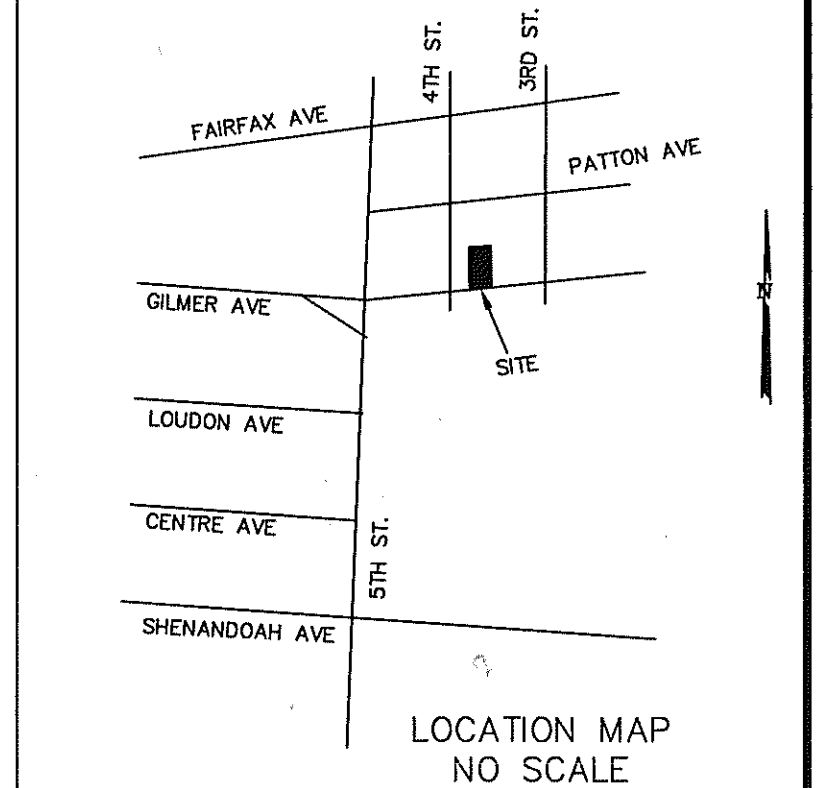 4TH ST.
3RD ST.
FAIRFAX AVE
PATTON AVE
N
GILMER AVE
SITE
LOUDON AVE
CENTRE AVE
5TH ST.
SHENANDOAH AVE
LOCATION MAP
NO SCALE